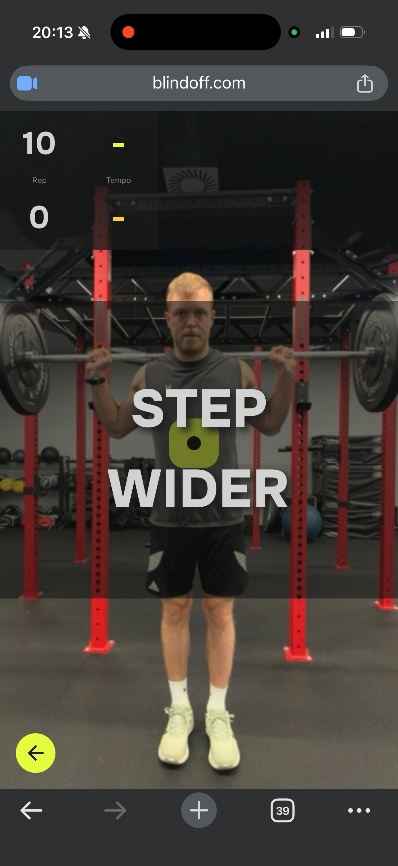 20:13
blindoff.com
10 -
Rep Tempo
0 -
STEP
WIDER
39